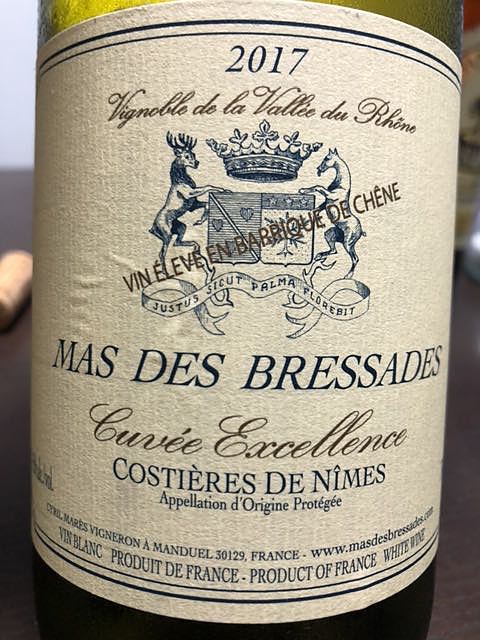 2017
Vignoble de la Vallée du Rhône
VIN ÉLEVÉ EN BARRIQUE DE CHÊNE
JUSTUS SICUT PALMA FLOREBIT
MAS DES BRESSADES
Cuvée Excellence
COSTIÈRES DE NÎMES
Appellation d'Origine Protégée
CYRIL MARÈS VIGNERON À MANDUEL 30129, FRANCE - www.masdesbressades.com
VIN BLANC PRODUIT DE FRANCE - PRODUCT OF FRANCE WHITE WINE